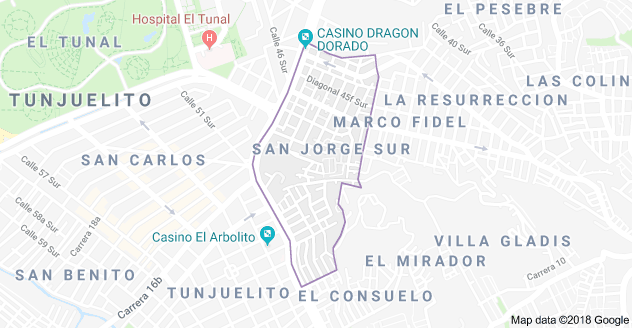 EL PESEBRE
CASINO DRAGON
DORADO
Hospital El Tunal
H
EL TUNAL
Calle 46 Sur
Calle 40 Sur
Calle 36 Sur
LAS COLIN
Diagonal 45f Sur
TUNJUELITO
LA RESURRECCION
Calle 51 Sur
MARCO FIDEL
SAN CARLOS
SAN JORGE SUR
Calle 57 Sur
Calle 58a Sur
Carrera 18a
Calle 59 Sur
Casino El Arbolito
VILLA GLADIS
EL MIRADOR
SAN BENITO
Carrera 10
Carrera 16b
TUNJUELITO
EL CONSUELO
Map data ©2018 Google